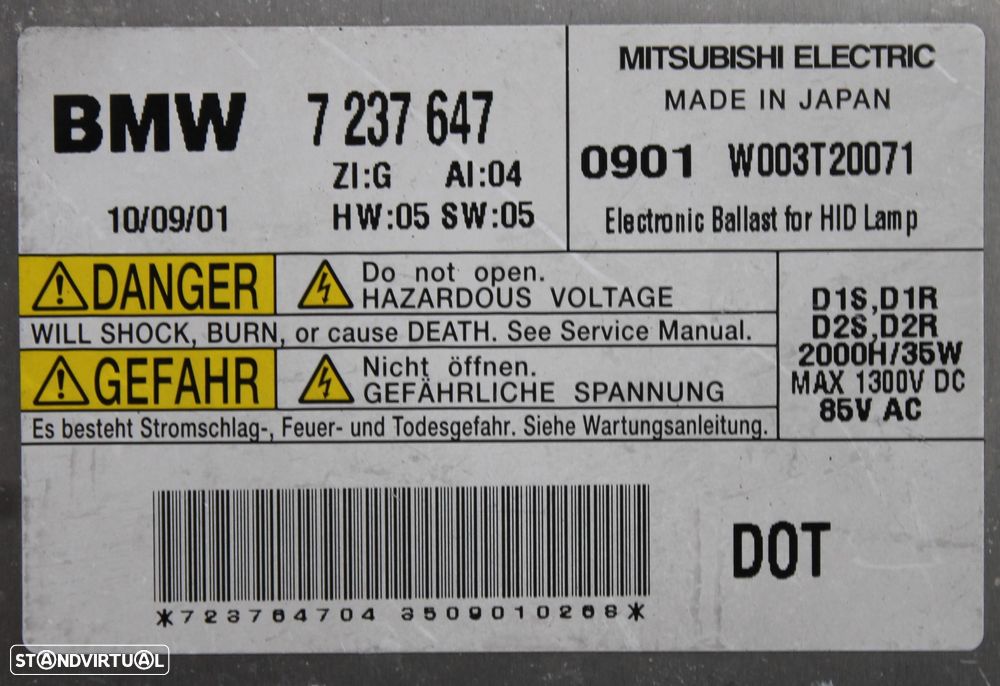 BMW 7 237 647
ZI:G AI:04
10/09/01 HW:05 SW:05
MITSUBISHI ELECTRIC
MADE IN JAPAN
0901 W003T20071
Electronic Ballast for HID Lamp
DANGER
Do not open.
HAZARDOUS VOLTAGE
WILL SHOCK, BURN, or cause DEATH. See Service Manual.
GEFAHR
Nicht öffnen.
GEFÄHRLICHE SPANNUNG
Es besteht Stromschlag-, Feuer- und Todesgefahr. Siehe Wartungsanleitung.
D1S,D1R
D2S,D2R
2000H/35W
MAX 1300V DC
85V AC
*723764704 3509010268*
DOT
STANDVIRTUAL